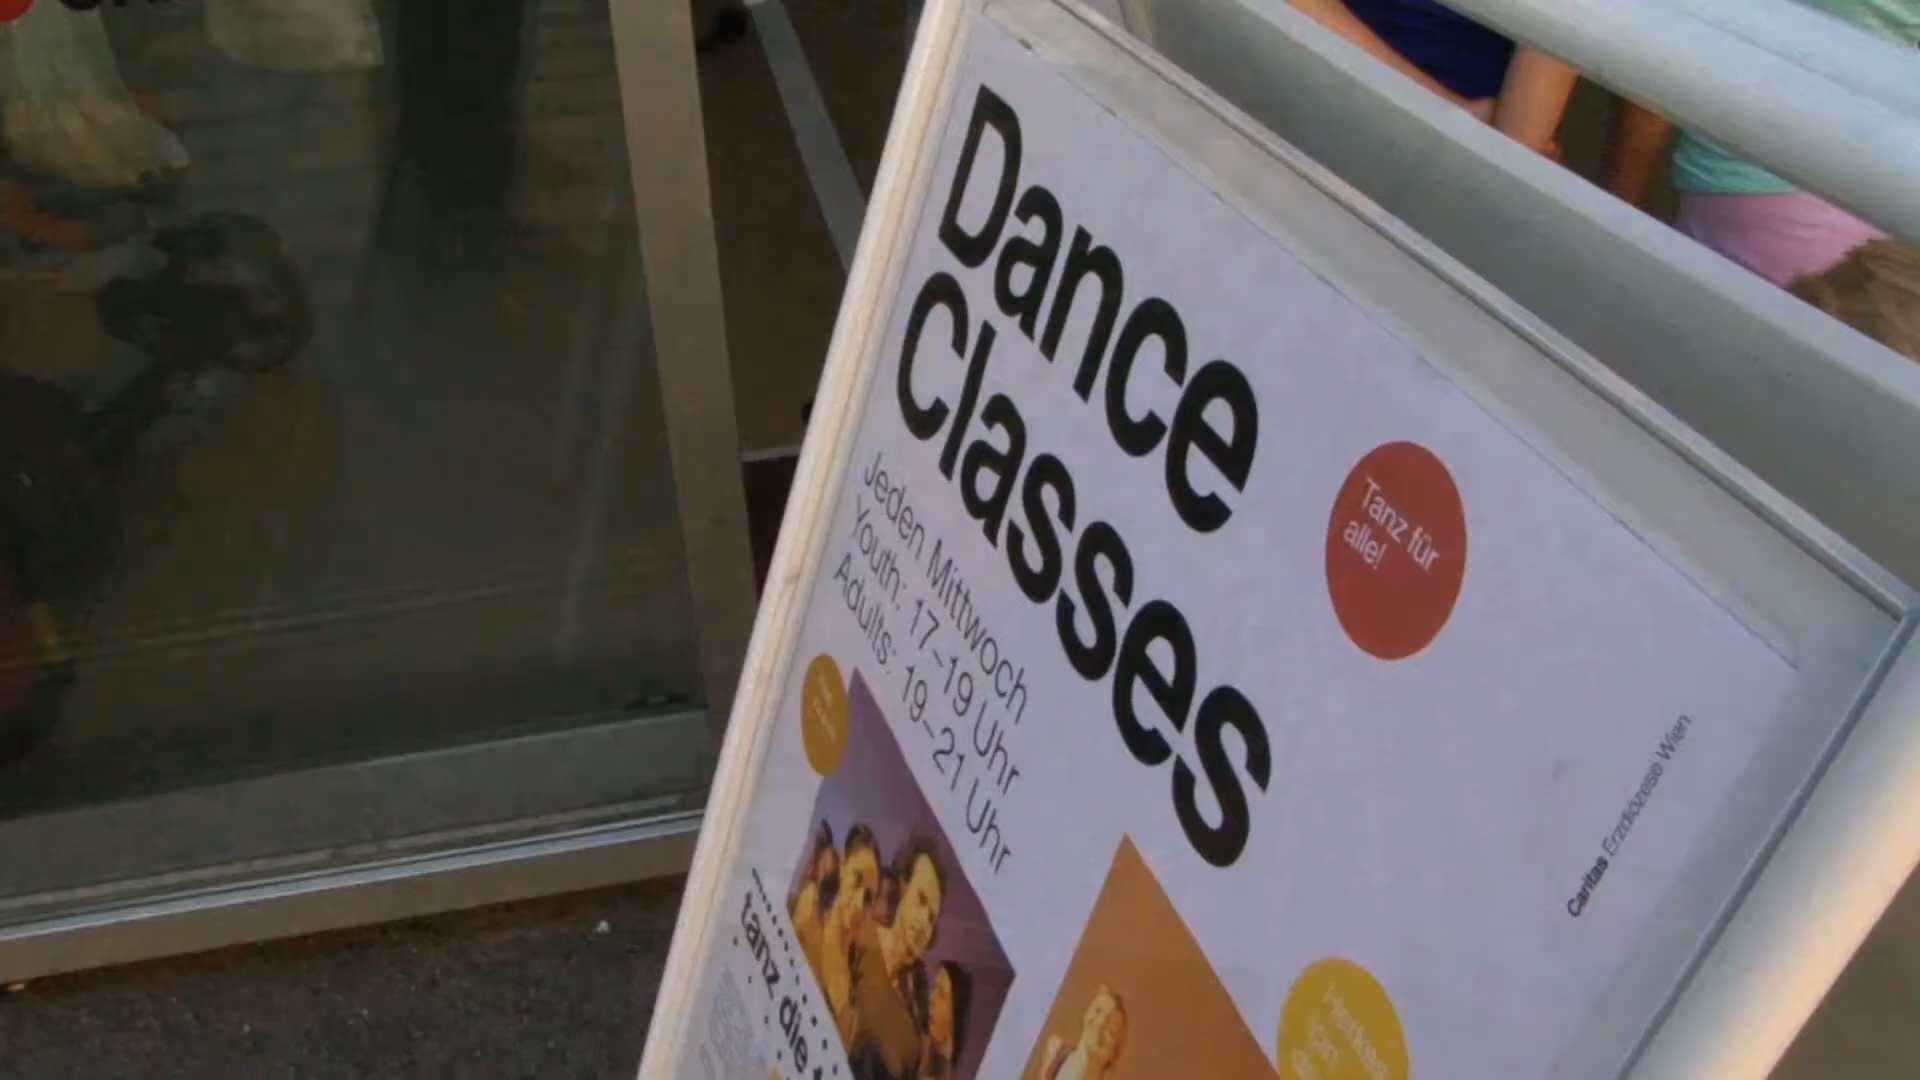 Dance
Classes
Jeden Mittwoch
Youth: 17–19 Uhr
Adults: 19–21 Uhr
Tanz für
alle!
Caritas Erzdiözese Wien
tanz die